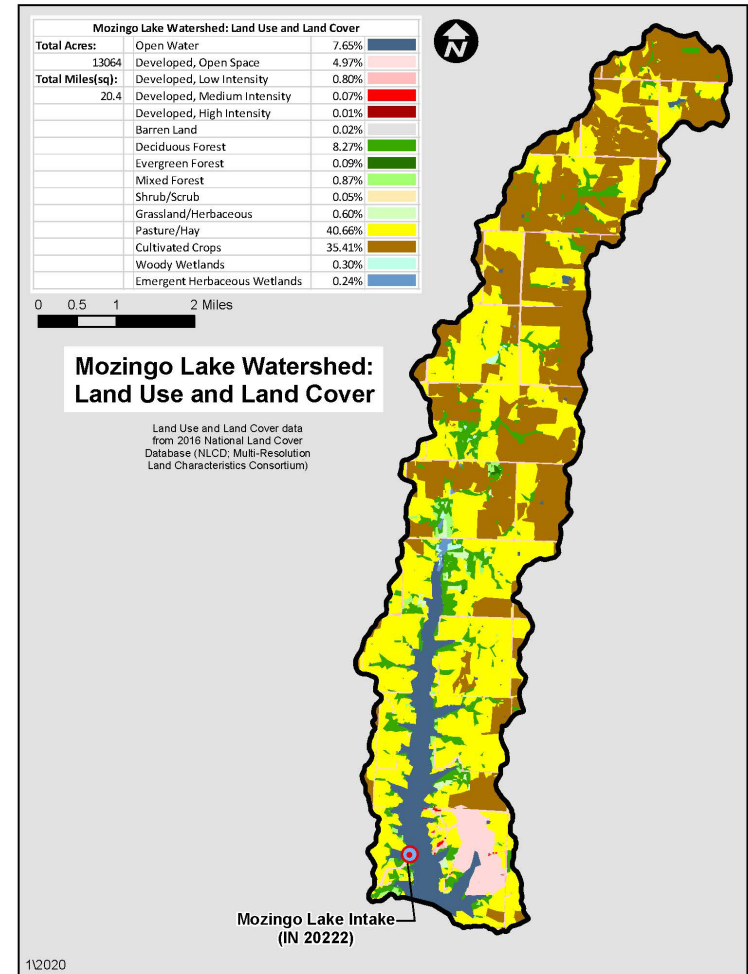 Mozingo Lake Watershed: Land Use and Land Cover
Total Acres: Open Water 7.65%
13064 Developed, Open Space 4.97%
Total Miles(sq): Developed, Low Intensity 0.80%
20.4 Developed, Medium Intensity 0.07%
Developed, High Intensity 0.01%
Barren Land 0.02%
Deciduous Forest 8.27%
Evergreen Forest 0.09%
Mixed Forest 0.87%
Shrub/Scrub 0.05%
Grassland/Herbaceous 0.60%
Pasture/Hay 40.66%
Cultivated Crops 35.41%
Woody Wetlands 0.30%
Emergent Herbaceous Wetlands 0.24%
N
0 0.5 1 2 Miles
Mozingo Lake Watershed:
Land Use and Land Cover
Land Use and Land Cover data
from 2016 National Land Cover
Database (NLCD; Multi-Resolution
Land Characteristics Consortium)
Mozingo Lake Intake
(IN 20222)
1\2020